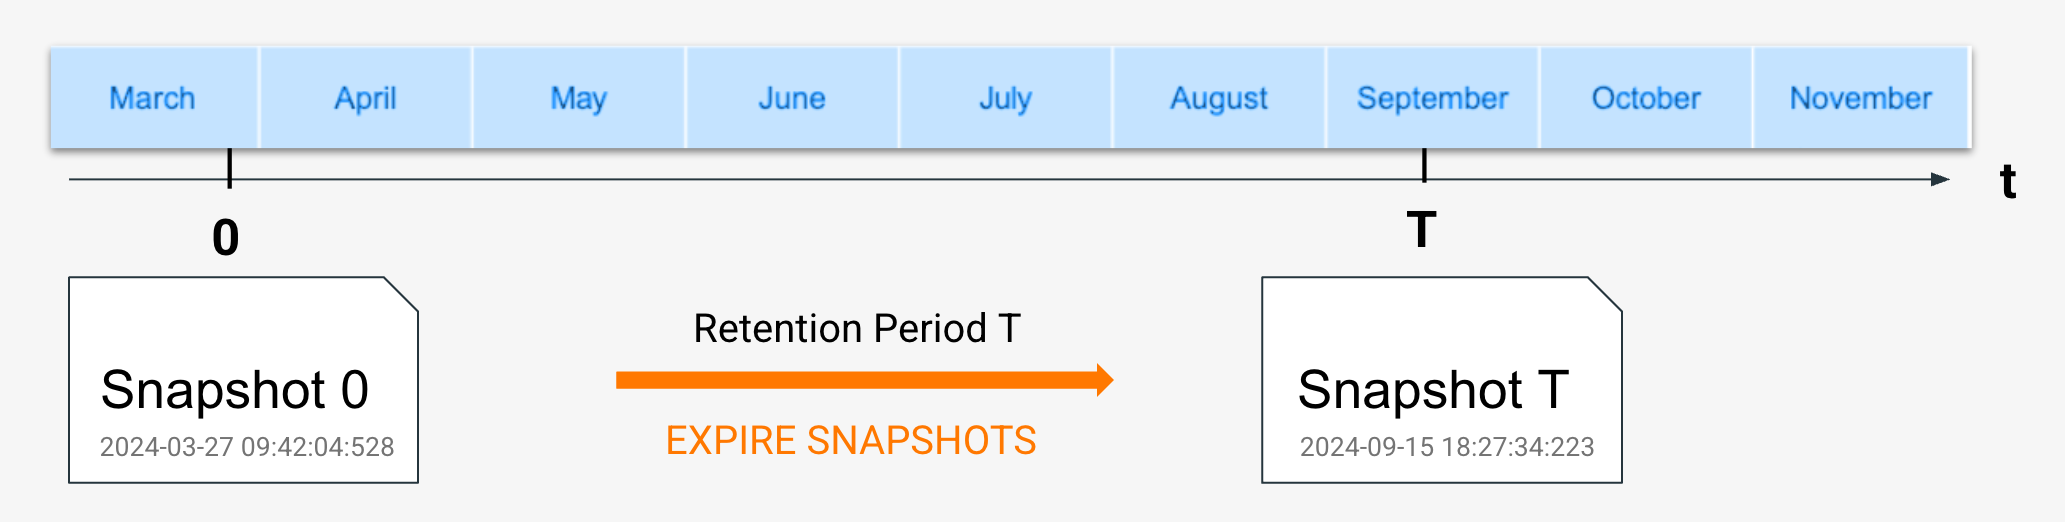 March April May June July August September October November
t
0 T
Retention Period T
Snapshot 0 Snapshot T
EXPIRE SNAPSHOTS
2024-03-27 09:42:04:528 2024-09-15 18:27:34:223